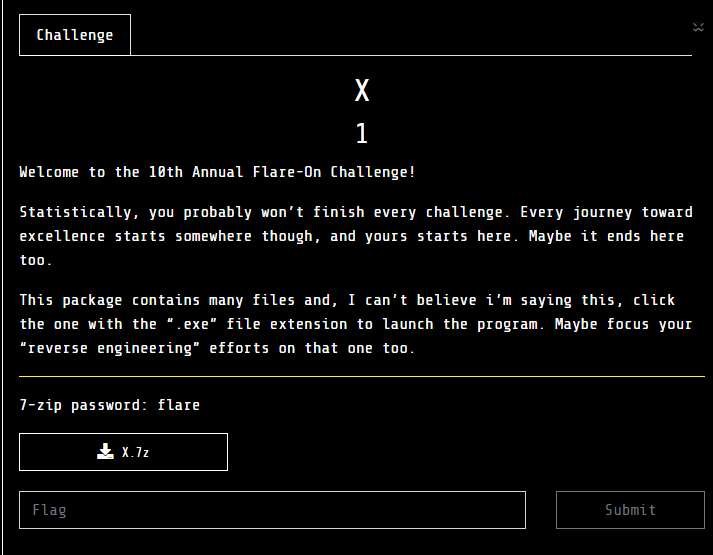 Challenge
X
1
Welcome to the 10th Annual Flare-On Challenge!
Statistically, you probably won’t finish every challenge. Every journey toward
excellence starts somewhere though, and yours starts here. Maybe it ends here
too.
This package contains many files and, I can’t believe i’m saying this, click
the one with the “.exe” file extension to launch the program. Maybe focus your
“reverse engineering” efforts on that one too.
7-zip password: flare
X.7z
Flag
Submit